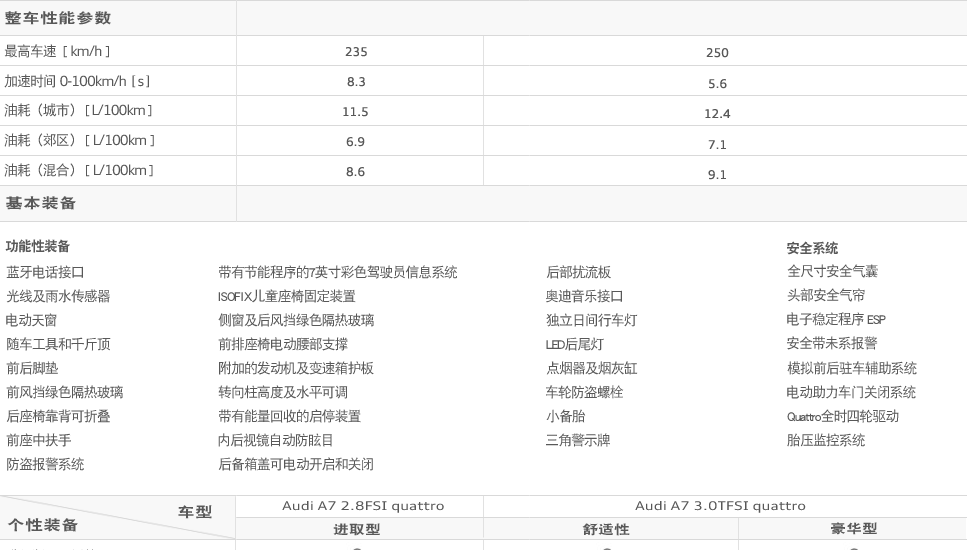 整车性能参数
最高车速 [ km/h ] 235 250
加速时间 0-100km/h [ s ] 8.3 5.6
油耗（城市）[ L/100km ] 11.5 12.4
油耗（郊区）[ L/100km ] 6.9 7.1
油耗（混合）[ L/100km ] 8.6 9.1
基本装备
功能性装备 安全系统
蓝牙电话接口 带有节能程序的7英寸彩色驾驶员信息系统 后部扰流板 全尺寸安全气囊
光线及雨水传感器 ISOFIX儿童座椅固定装置 奥迪音乐接口 头部安全气帘
电动天窗 侧窗及后风挡绿色隔热玻璃 独立日间行车灯 电子稳定程序 ESP
随车工具和千斤顶 前排座椅电动腰部支撑 LED后尾灯 安全带未系报警
前后脚垫 附加的发动机及变速箱护板 点烟器及烟灰缸 模拟前后驻车辅助系统
前风挡绿色隔热玻璃 转向柱高度及水平可调 车轮防盗螺栓 电动助力车门关闭系统
后座椅靠背可折叠 带有能量回收的启停装置 小备胎 Quattro全时四轮驱动
前座中扶手 内后视镜自动防眩目 三角警示牌 胎压监控系统
防盗报警系统 后备箱盖可电动开启和关闭
车型 Audi A7 2.8FSI quattro Audi A7 3.0TFSI quattro
个性装备 进取型 舒适性 豪华型